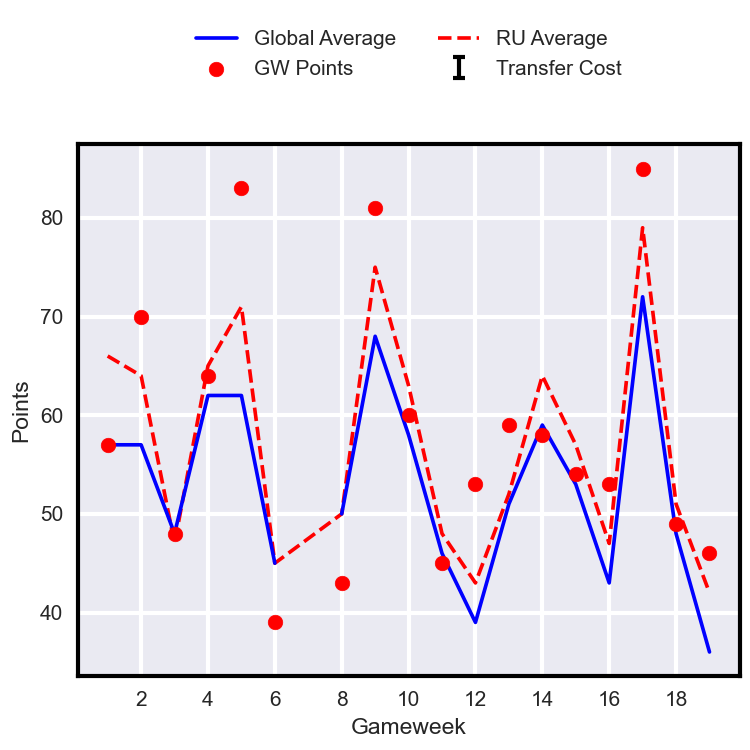 Global Average
RU Average
GW Points
Transfer Cost
80
70
60
50
40
Points
2 4 6 8 10 12 14 16 18
Gameweek